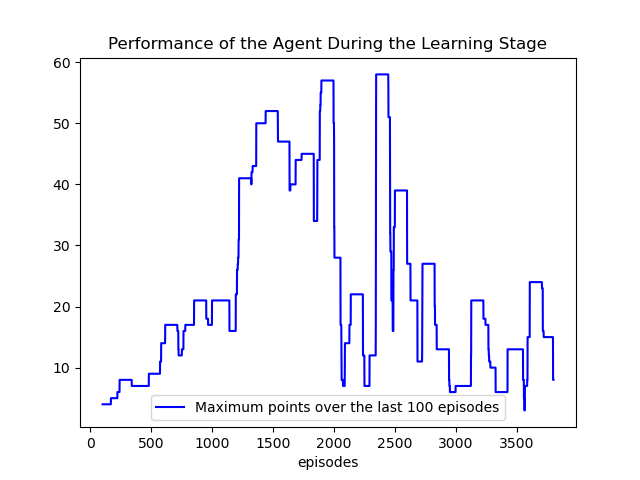 Performance of the Agent During the Learning Stage
60
50
40
30
20
10
Maximum points over the last 100 episodes
0 500 1000 1500 2000 2500 3000 3500
episodes